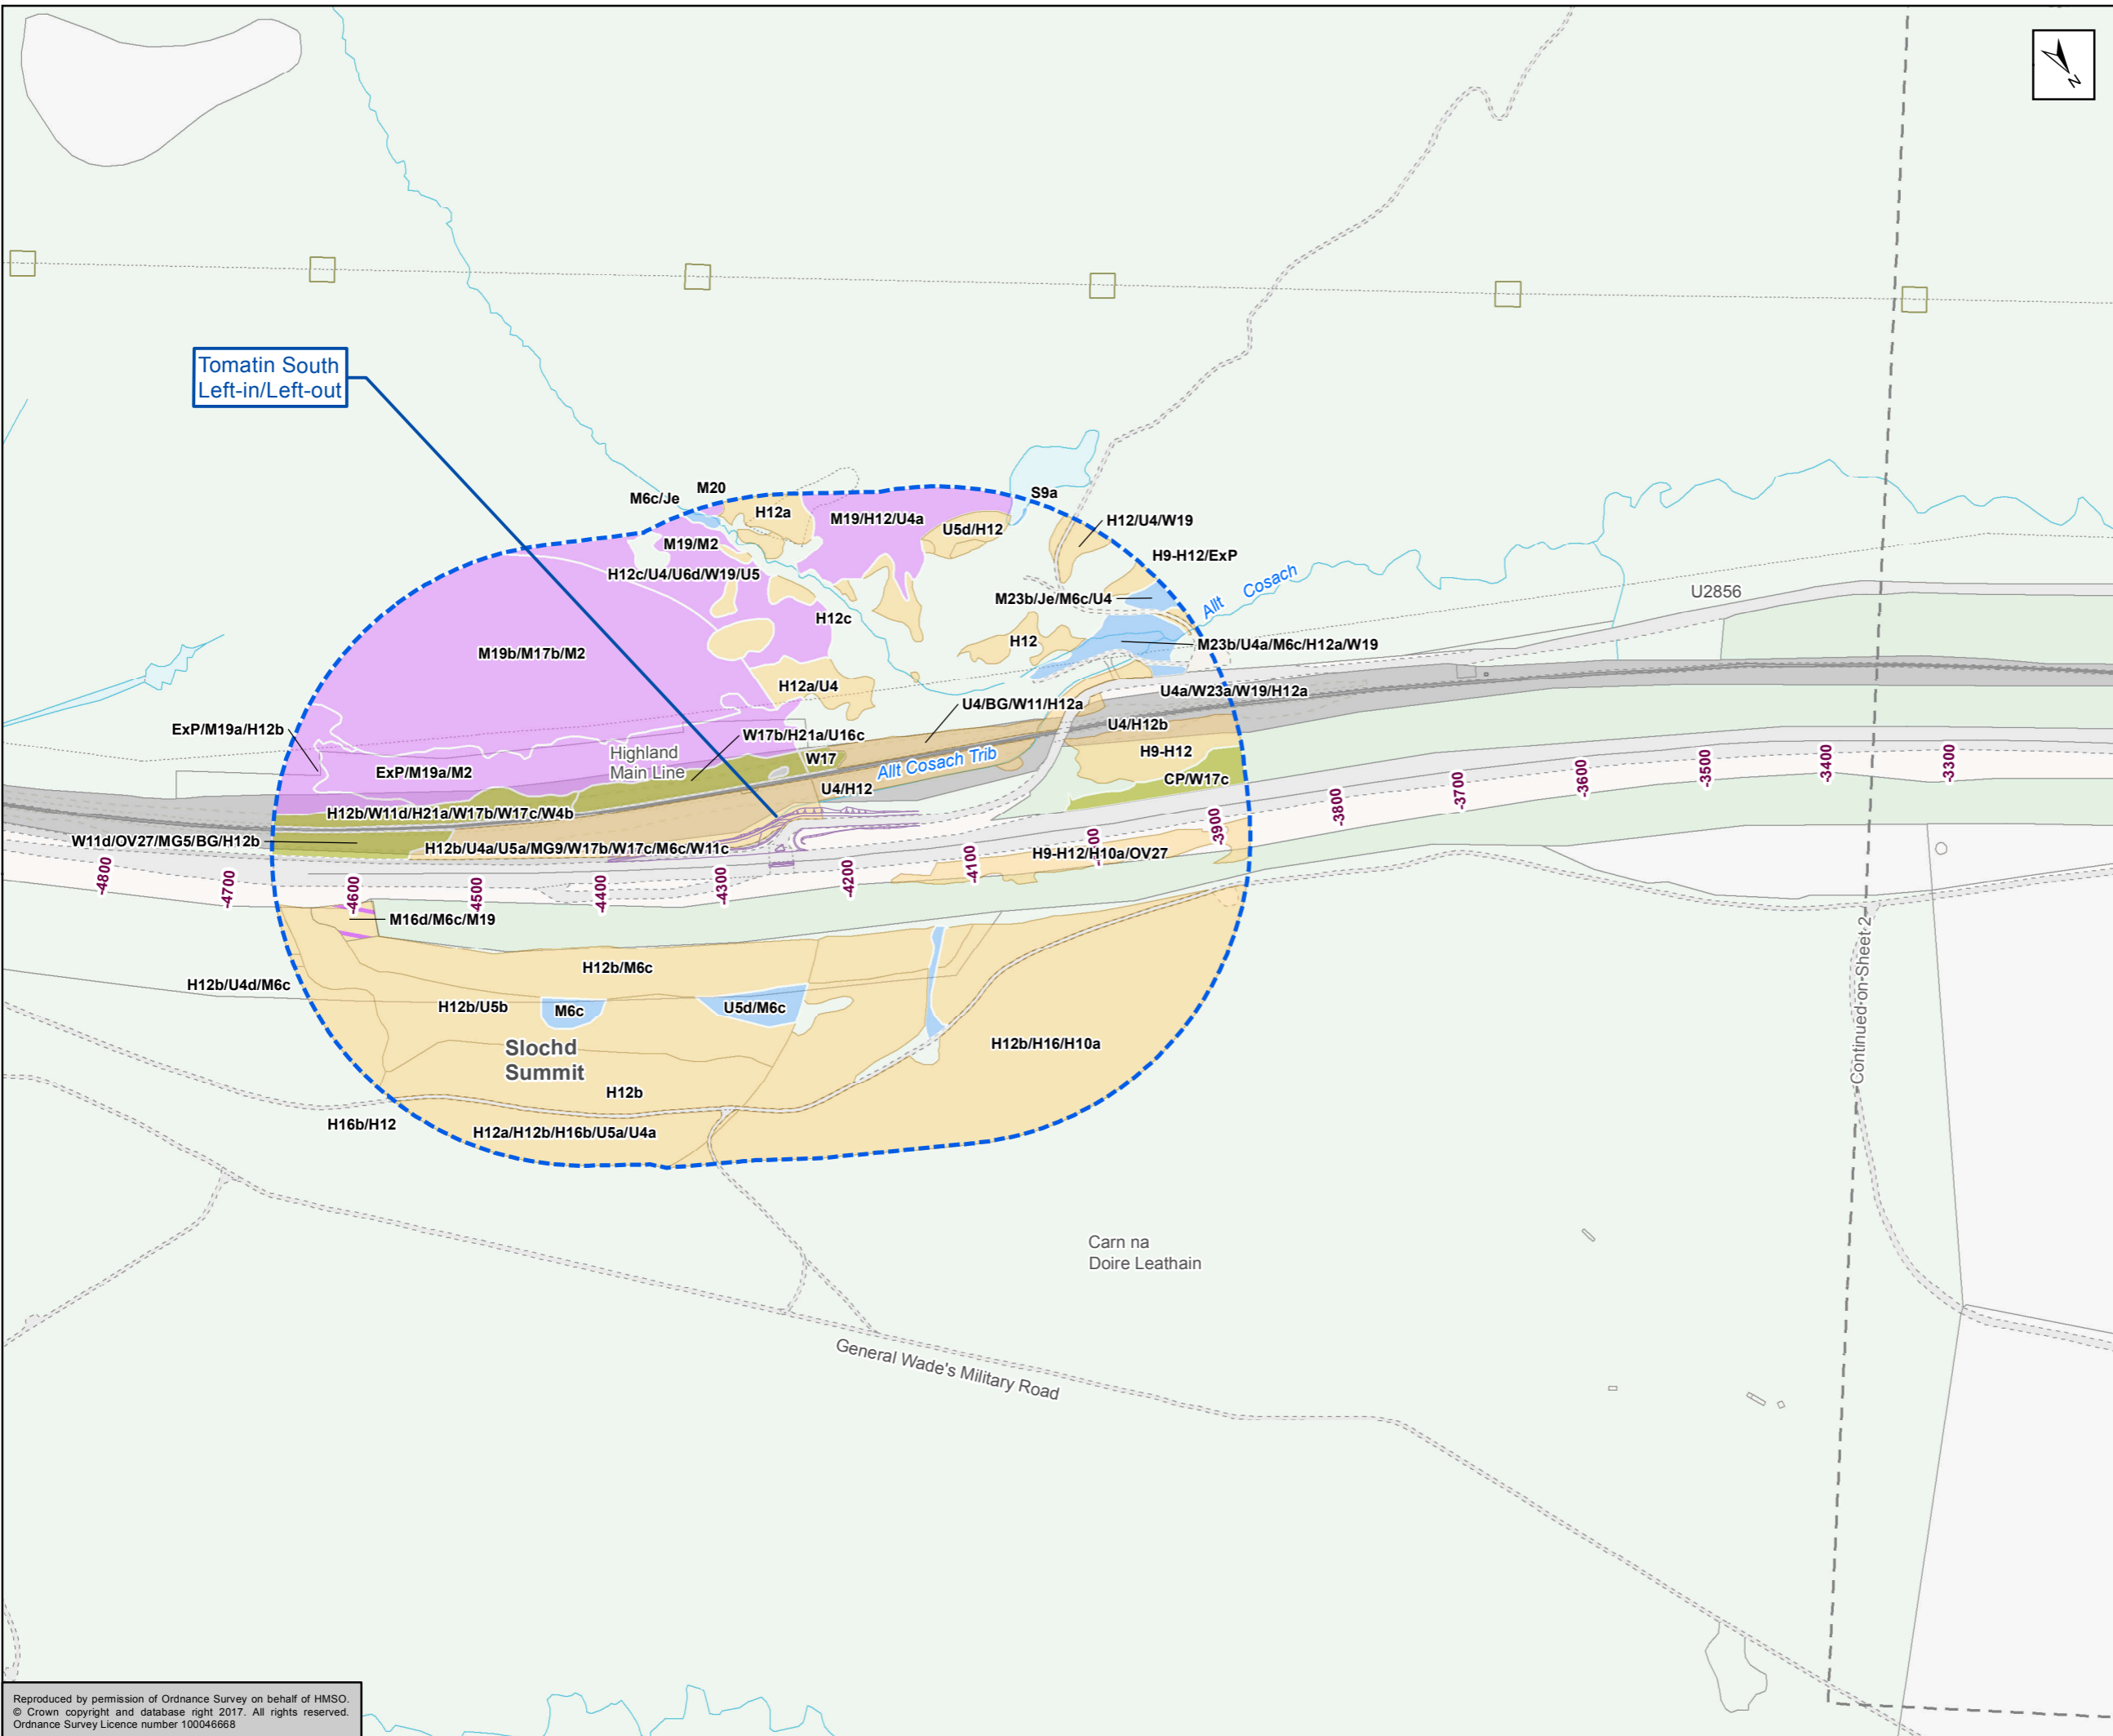 N
Tomatin South
Left-in/Left-out
M20
M6c/Je
S9a
H12a
M19/H12/U4a
H12/U4/W19
U5d/H12
M19/M2
H9-H12/ExP
H12c/U4/U6d/W19/U5
Allt Cosach
U2856
M23b/Je/M6c/U4
H12c
H12
M23b/U4a/M6c/H12a/W19
M19b/M17b/M2
H12a/U4
U4a/W23a/W19/H12a
U4/BG/W11/H12a
U4/H12b
ExP/M19a/H12b
W17b/H21a/U16c
Highland
Main Line
W17
H9-H12
Allt Cosach Trib
ExP/M19a/M2
CP/W17c
U4/H12
H12b/W11d/H21a/W17b/W17c/W4b
W11d/OV27/MG5/BG/H12b
H12b/U4a/U5a/MG9/W17b/W17c/M6c/W11c
H9-H12/H10a/OV27
-4800
-4700
-4600
-4500
-4400
-4300
-4200
-4100
-3900
-3800
-3700
-3600
-3500
-3400
-3300
M16d/M6c/M19
H12b/M6c
H12b/U4d/M6c
H12b/U5b
M6c
U5d/M6c
Slochd
Summit
H12b/H16/H10a
H12b
H16b/H12
H12a/H12b/H16b/U5a/U4a
Continued on Sheet 2
Carn na
Doire Leathain
General Wade's Military Road
Reproduced by permission of Ordnance Survey on behalf of HMSO.
© Crown copyright and database right 2017. All rights reserved.
Ordnance Survey Licence number 100046668